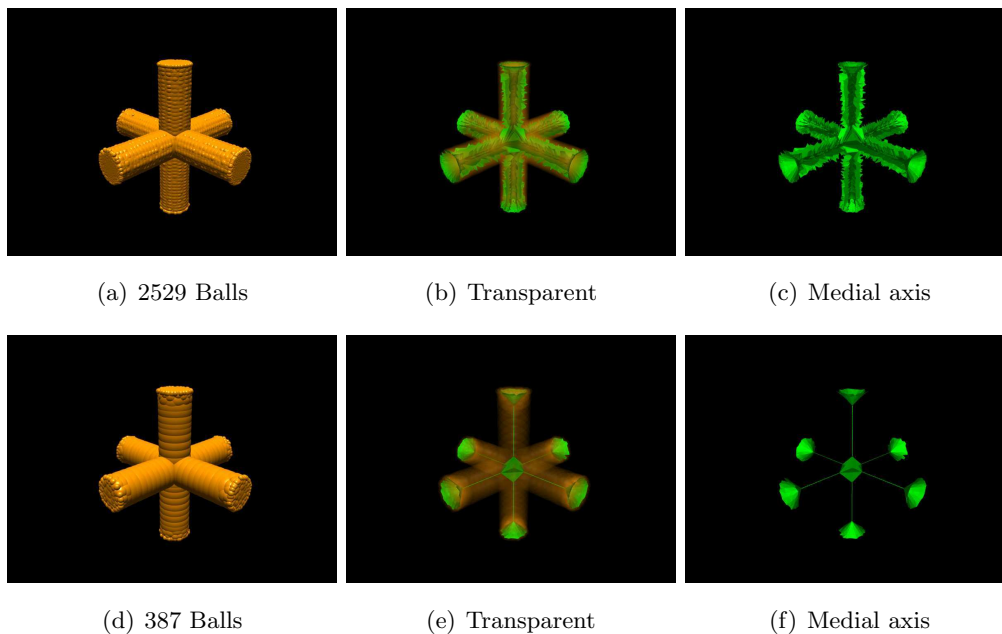 (a) 2529 Balls
(b) Transparent
(c) Medial axis
(d) 387 Balls
(e) Transparent
(f) Medial axis